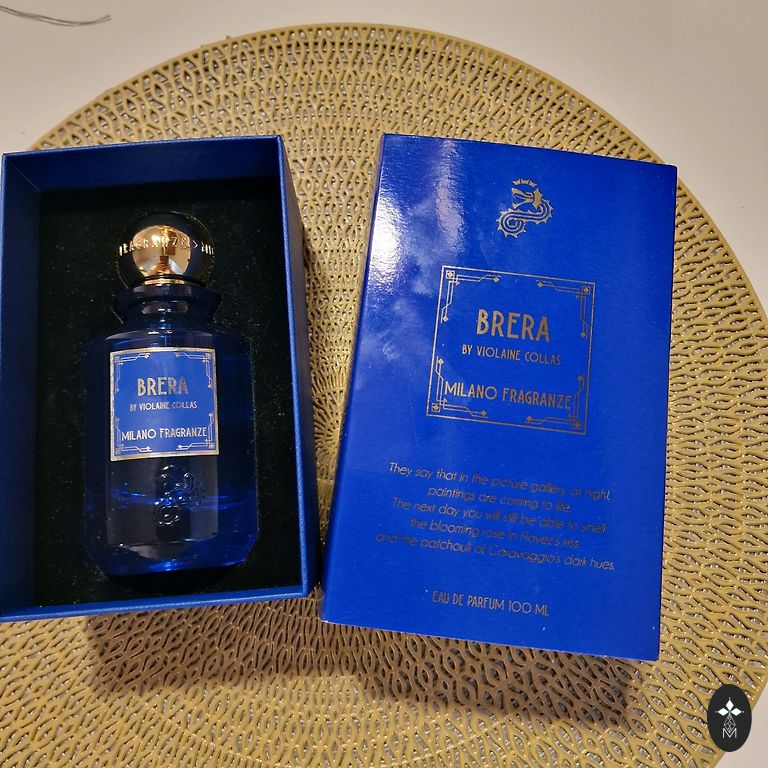 FRAGRANZE
BRERA
BY VIOLAINE COLLAS
MILANO FRAGRANZE
BRERA
BY VIOLAINE COLLAS
MILANO FRAGRANZE
They say that in the picture gallery, at night,
paintings are coming to life.
The next day you will still be able to smell
the blooming rose in Hayez's kiss,
and the patchouli of Caravaggio's dark hues.
EAU DE PARFUM 100 ML